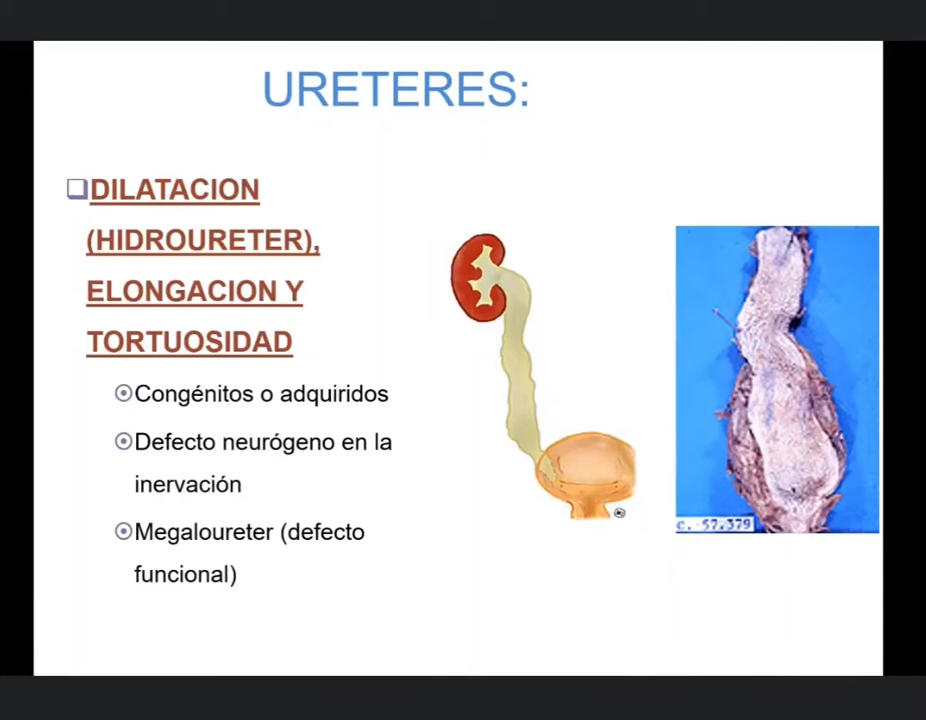 URETERES:
DILATACION
(HIDROURETER),
ELONGACION Y
TORTUOSIDAD
Congénitos o adquiridos
Defecto neurógeno en la
inervación
Megaloureter (defecto
funcional)
c. -57.379